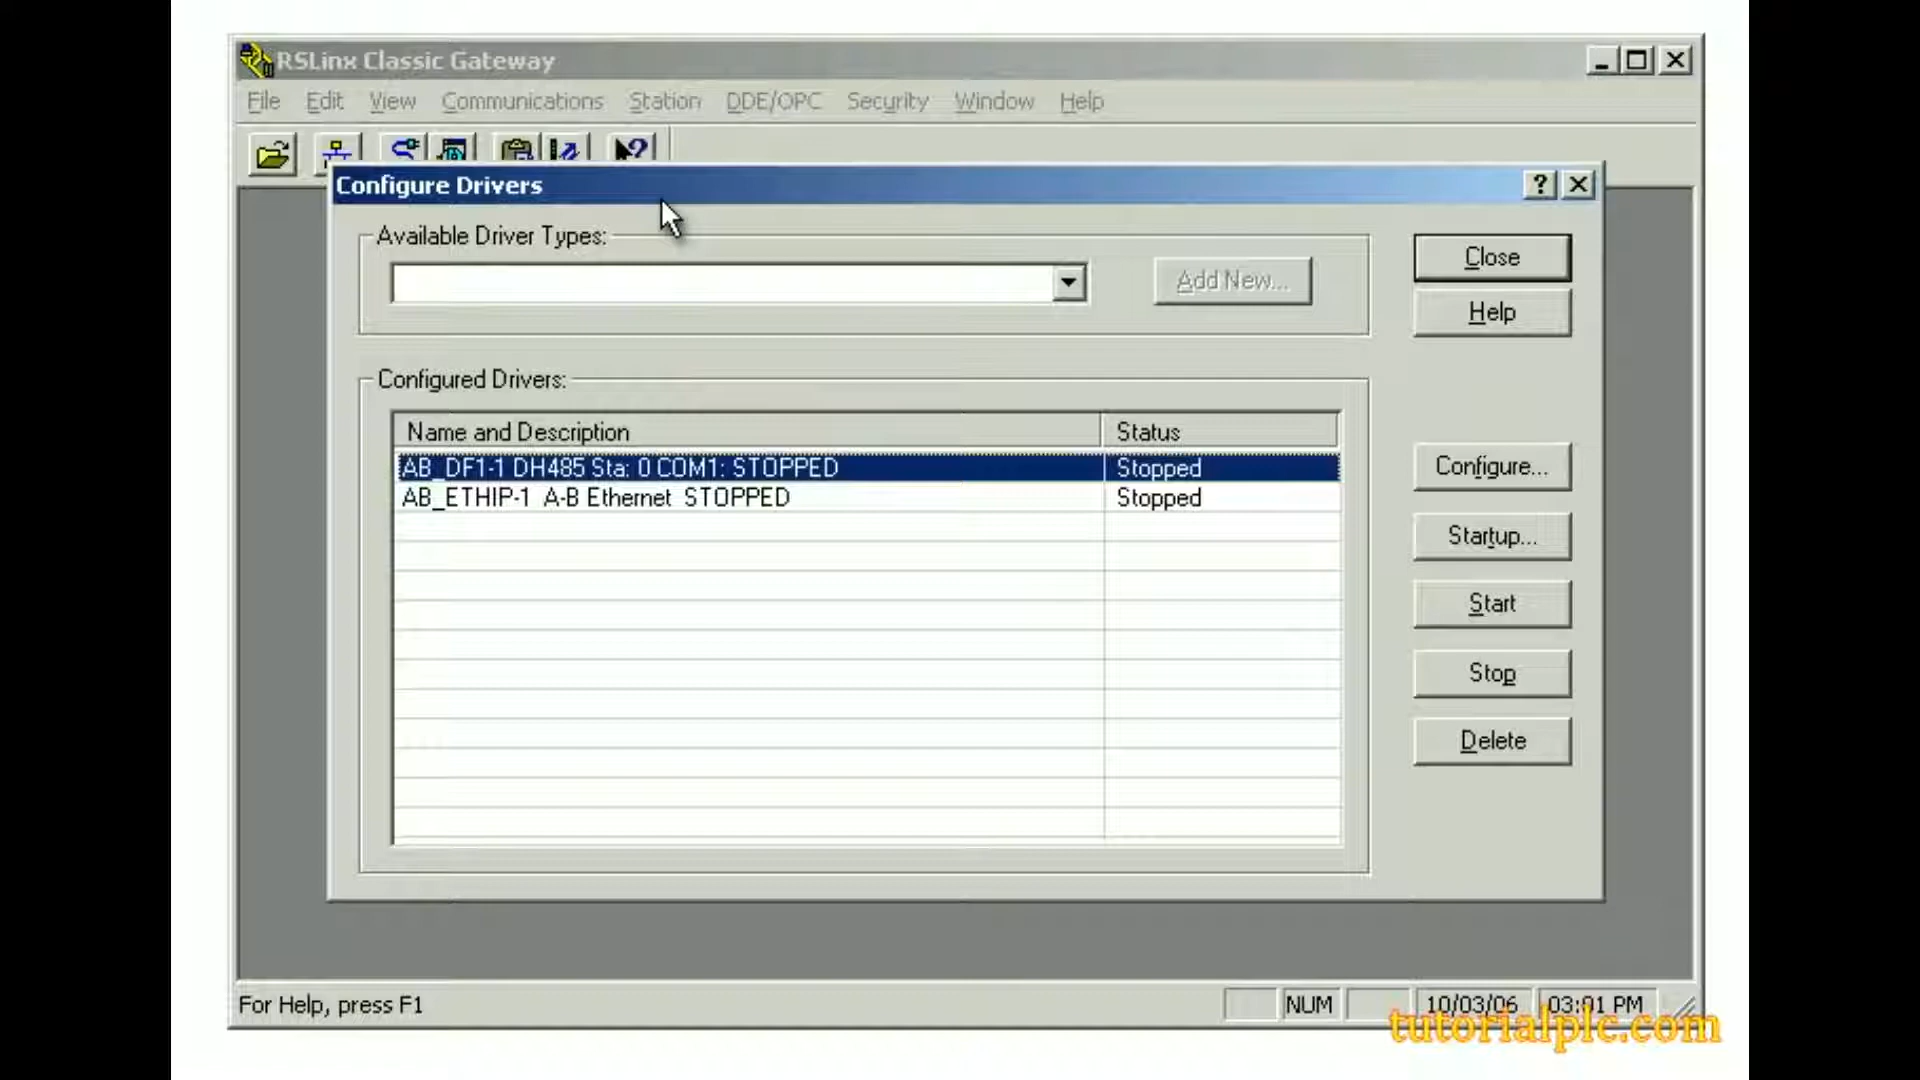 RSLinx Classic Gateway
File Edit View Communications Station DDE/OPC Security Window Help
Configure Drivers
Available Driver Types:
Close
Add New...
Help
Configured Drivers:
Name and Description Status
AB_DF1-1 DH485 Sta: 0 COM1: STOPPED Stopped
Configure...
AB_ETHIP-1 A-B Ethernet STOPPED Stopped
Startup...
Start
Stop
Delete
For Help, press F1 NUM 10/03/06 03:01 PM
tutorialplc.com